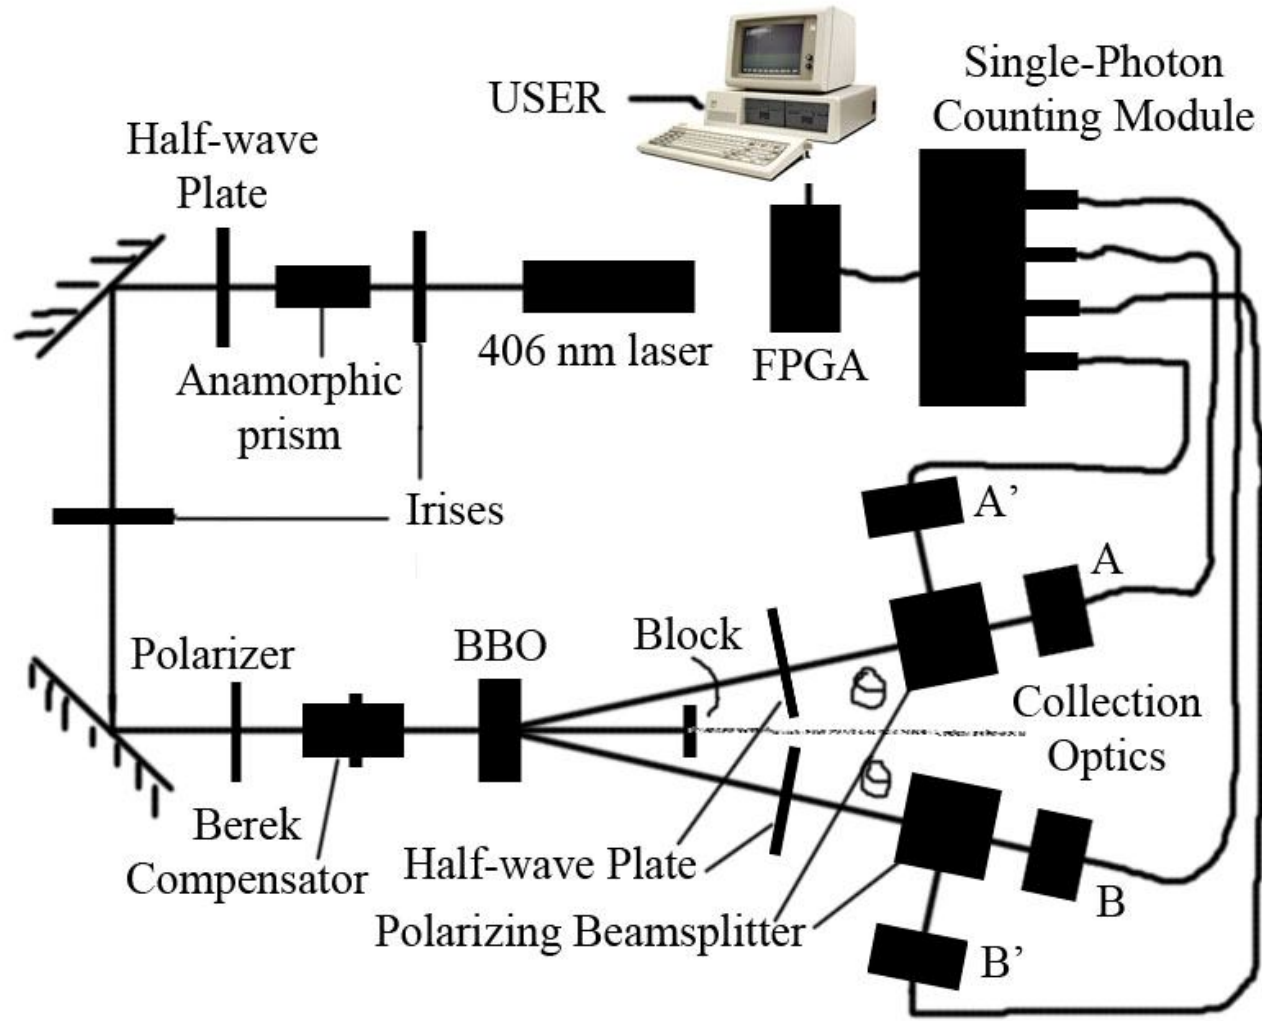 USER
Single-Photon
Counting Module
Half-wave
Plate
406 nm laser
FPGA
Anamorphic
prism
Irises
A’
A
Polarizer
BBO
Block
Collection
Optics
Berek
Compensator
Half-wave Plate
Polarizing Beamsplitter
B
B’